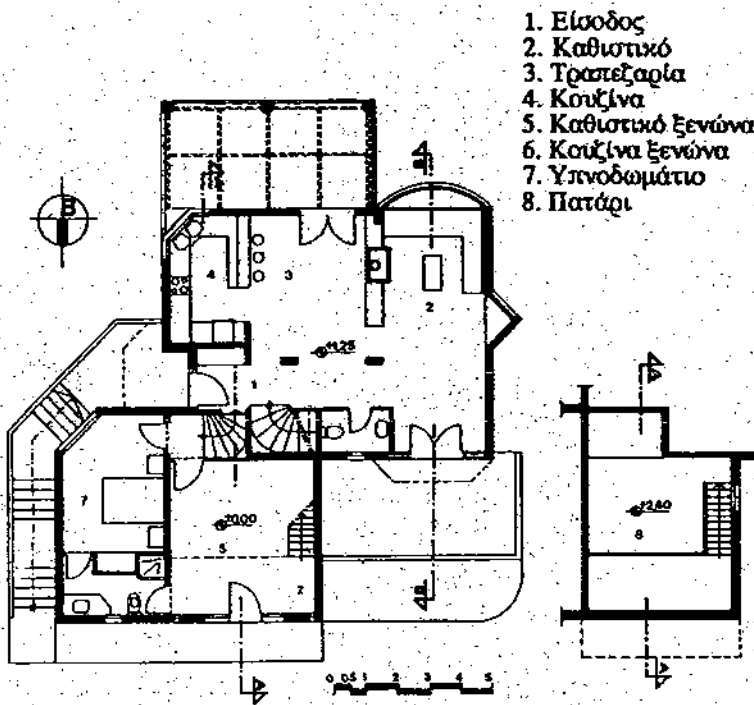 1. Είσοδος
2. Καθιστικό
3. Τραπεζαρία
4. Κουζίνα
5. Καθιστικό ξενώνα
6. Κουζίνα ξενώνα
7. Υπνοδωμάτιο
8. Πατάρι
B
4
3
2
+1,25
1
7
±0,00
5
+2,60
8
0 0,5 1 2 3 4 5
A
A